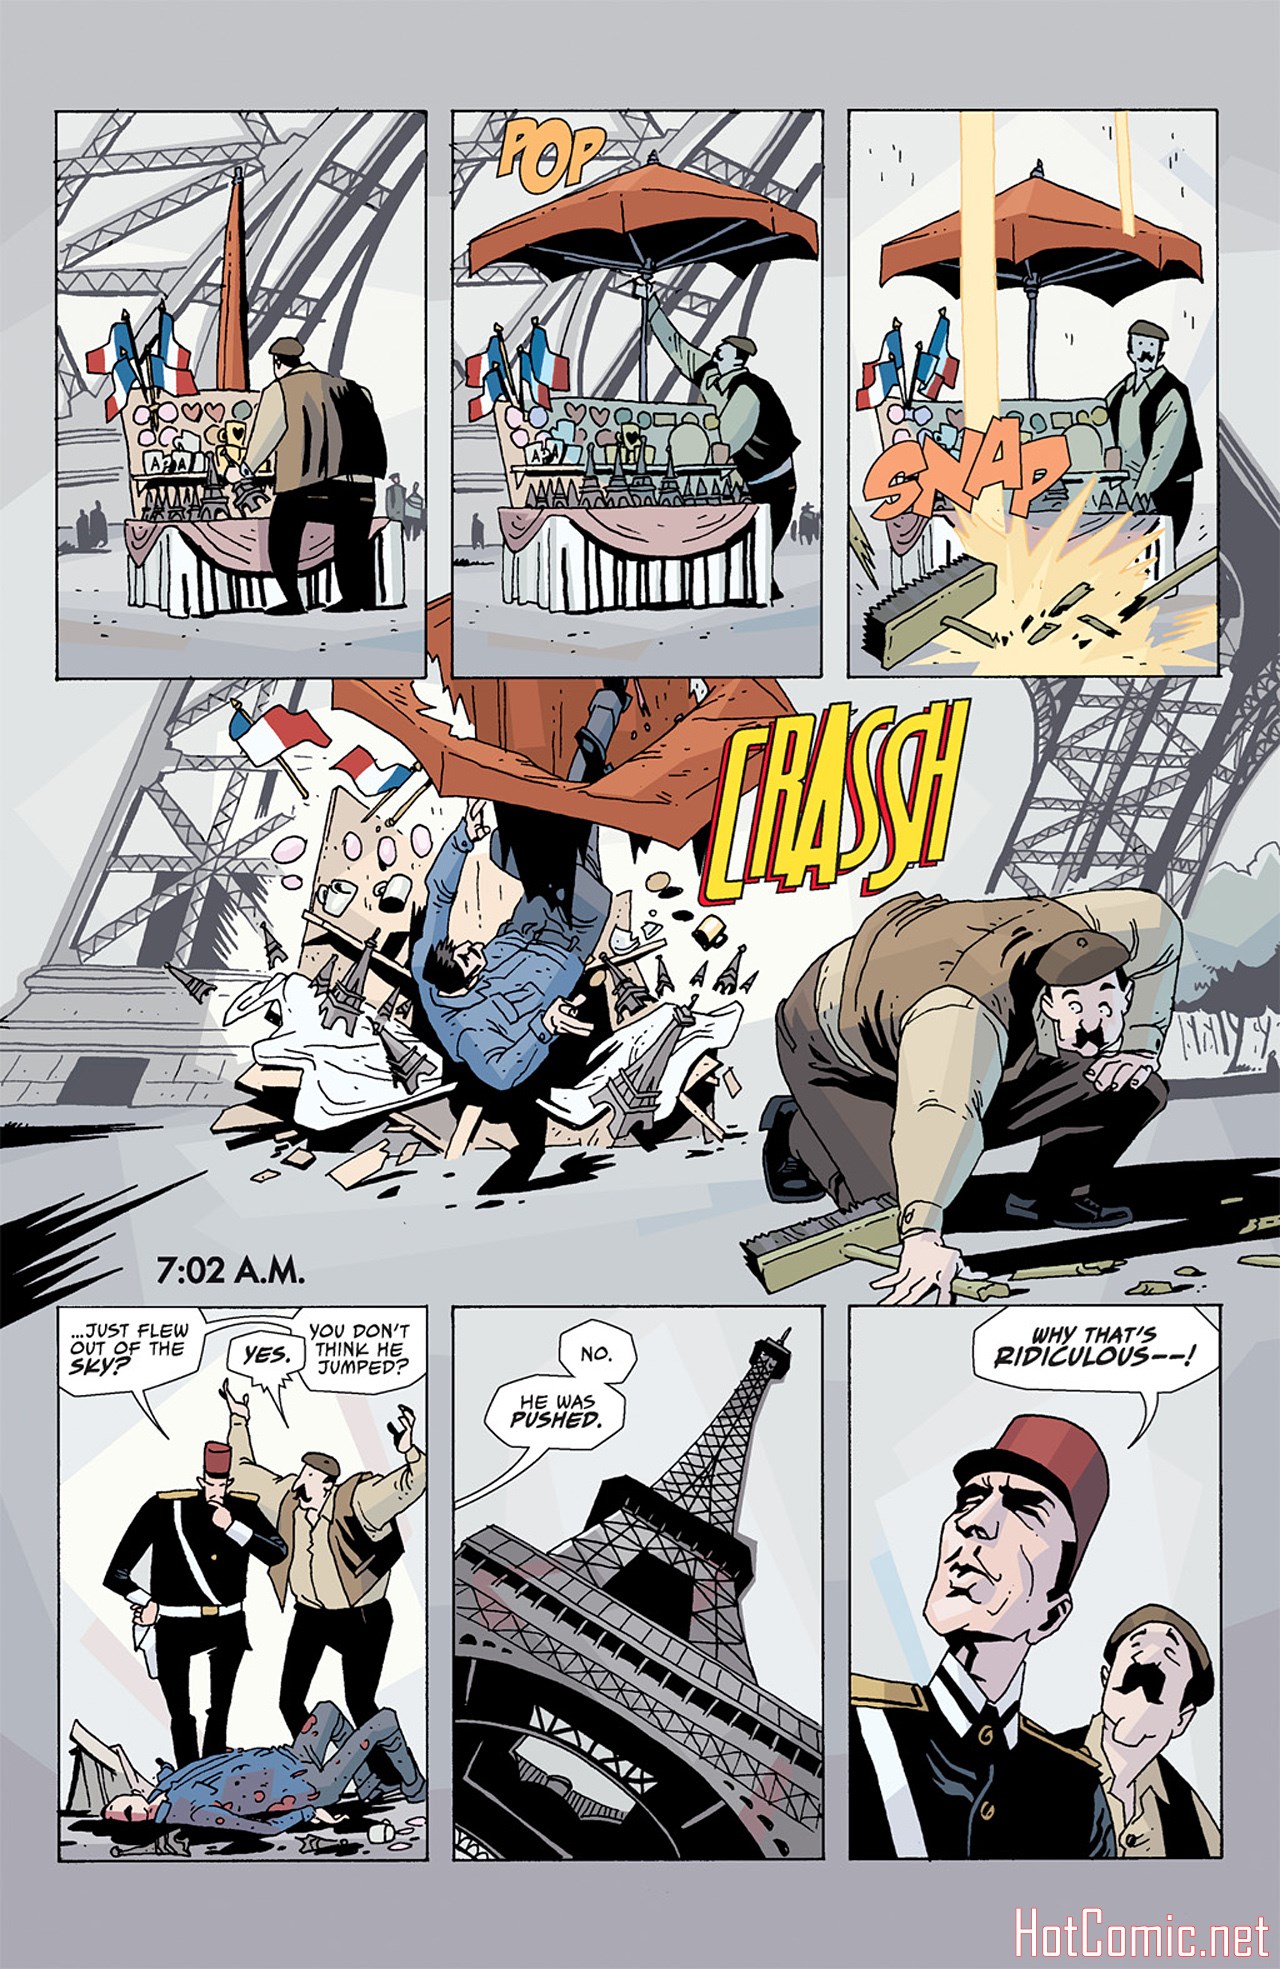 POP
A A
A A
SNAP
CRASSH
7:02 A.M.
...JUST FLEW
OUT OF THE
SKY?
YES.
YOU DON'T
THINK HE
JUMPED?
NO.
HE WAS
PUSHED.
WHY THAT'S
RIDICULOUS--!
HotComic.net